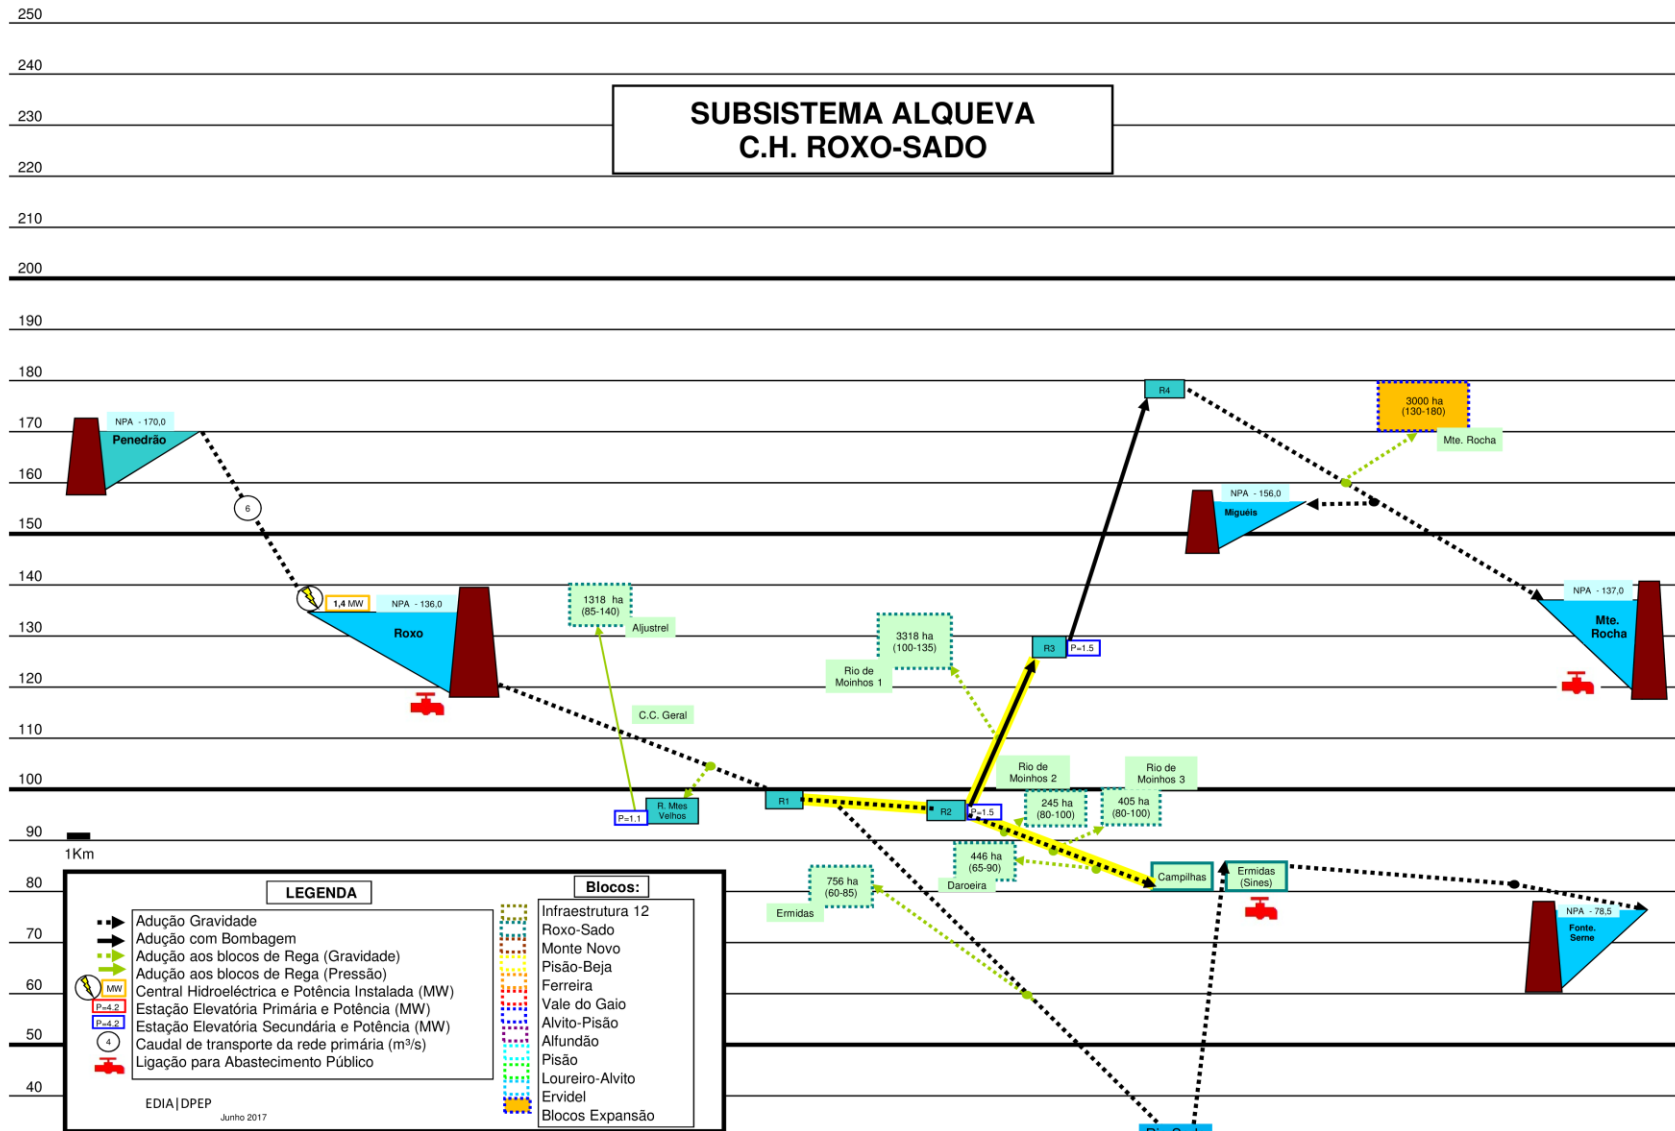 250
240
230
220
210
200
190
180
170
160
150
140
130
120
110
100
90
80
70
60
50
40
SUBSISTEMA ALQUEVA
C.H. ROXO-SADO
NPA - 170,0
Penedrão
6
1,4 MW
NPA - 136,0
Roxo
1318 ha
(85-140)
Aljustrel
C.C. Geral
P=1.1
R. Mtes
Velhos
R1
R2
P=1.5
3318 ha
(100-135)
Rio de
Moinhos 1
R3
P=1.5
R4
3000 ha
(130-180)
Mte. Rocha
NPA - 156,0
Miguéis
NPA - 137,0
Mte.
Rocha
Rio de
Moinhos 2
245 ha
(80-100)
Rio de
Moinhos 3
405 ha
(80-100)
446 ha
(65-90)
Daroeira
756 ha
(60-85)
Ermidas
Campilhas
Ermidas
(Sines)
NPA - 78,5
Fonte.
Serne
1Km
LEGENDA
Adução Gravidade
Adução com Bombagem
Adução aos blocos de Rega (Gravidade)
Adução aos blocos de Rega (Pressão)
MW
Central Hidroeléctrica e Potência Instalada (MW)
P=4.2
Estação Elevatória Primária e Potência (MW)
P=4.2
Estação Elevatória Secundária e Potência (MW)
4
Caudal de transporte da rede primária (m³/s)
Ligação para Abastecimento Público
EDIA|DPEP
Junho 2017
Blocos:
Infraestrutura 12
Roxo-Sado
Monte Novo
Pisão-Beja
Ferreira
Vale do Gaio
Alvito-Pisão
Alfundão
Pisão
Loureiro-Alvito
Ervidel
Blocos Expansão